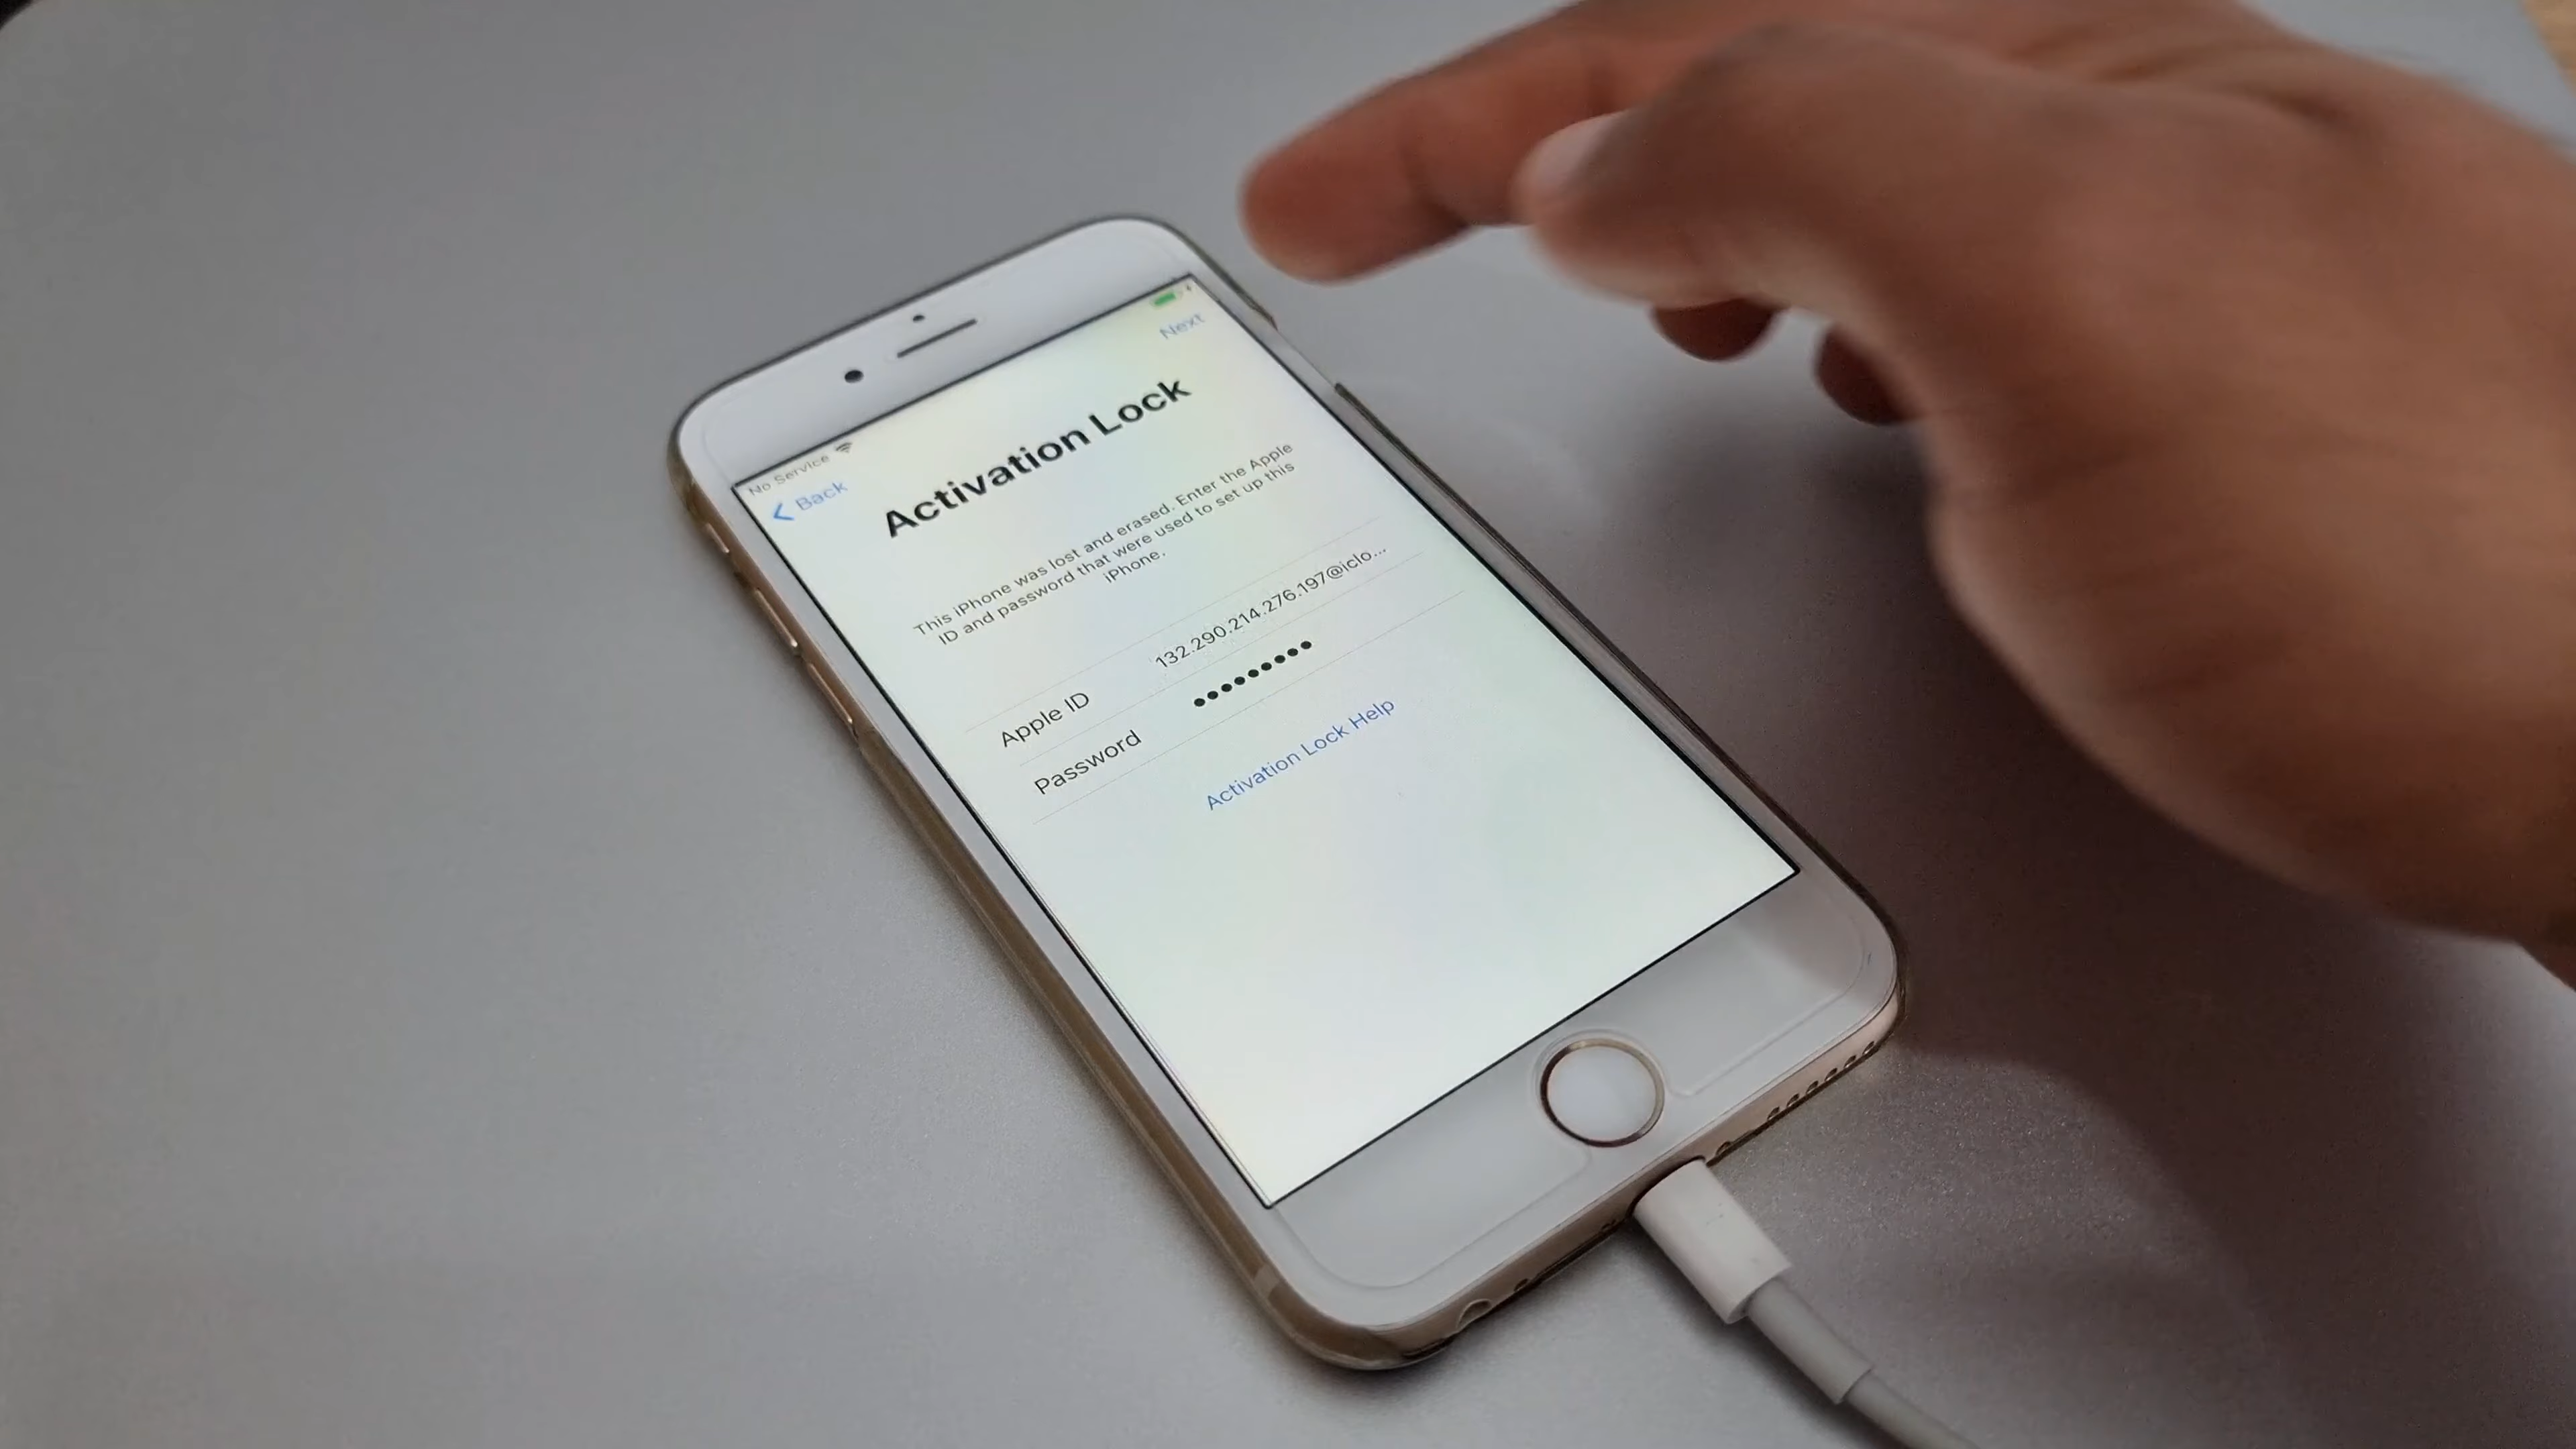 No Service
Back
Next
Activation Lock
This iPhone was lost and erased. Enter the Apple
ID and password that were used to set up this
iPhone.
Apple ID 132.290.214.276.197@iclo...
Password ••••••••••
Activation Lock Help